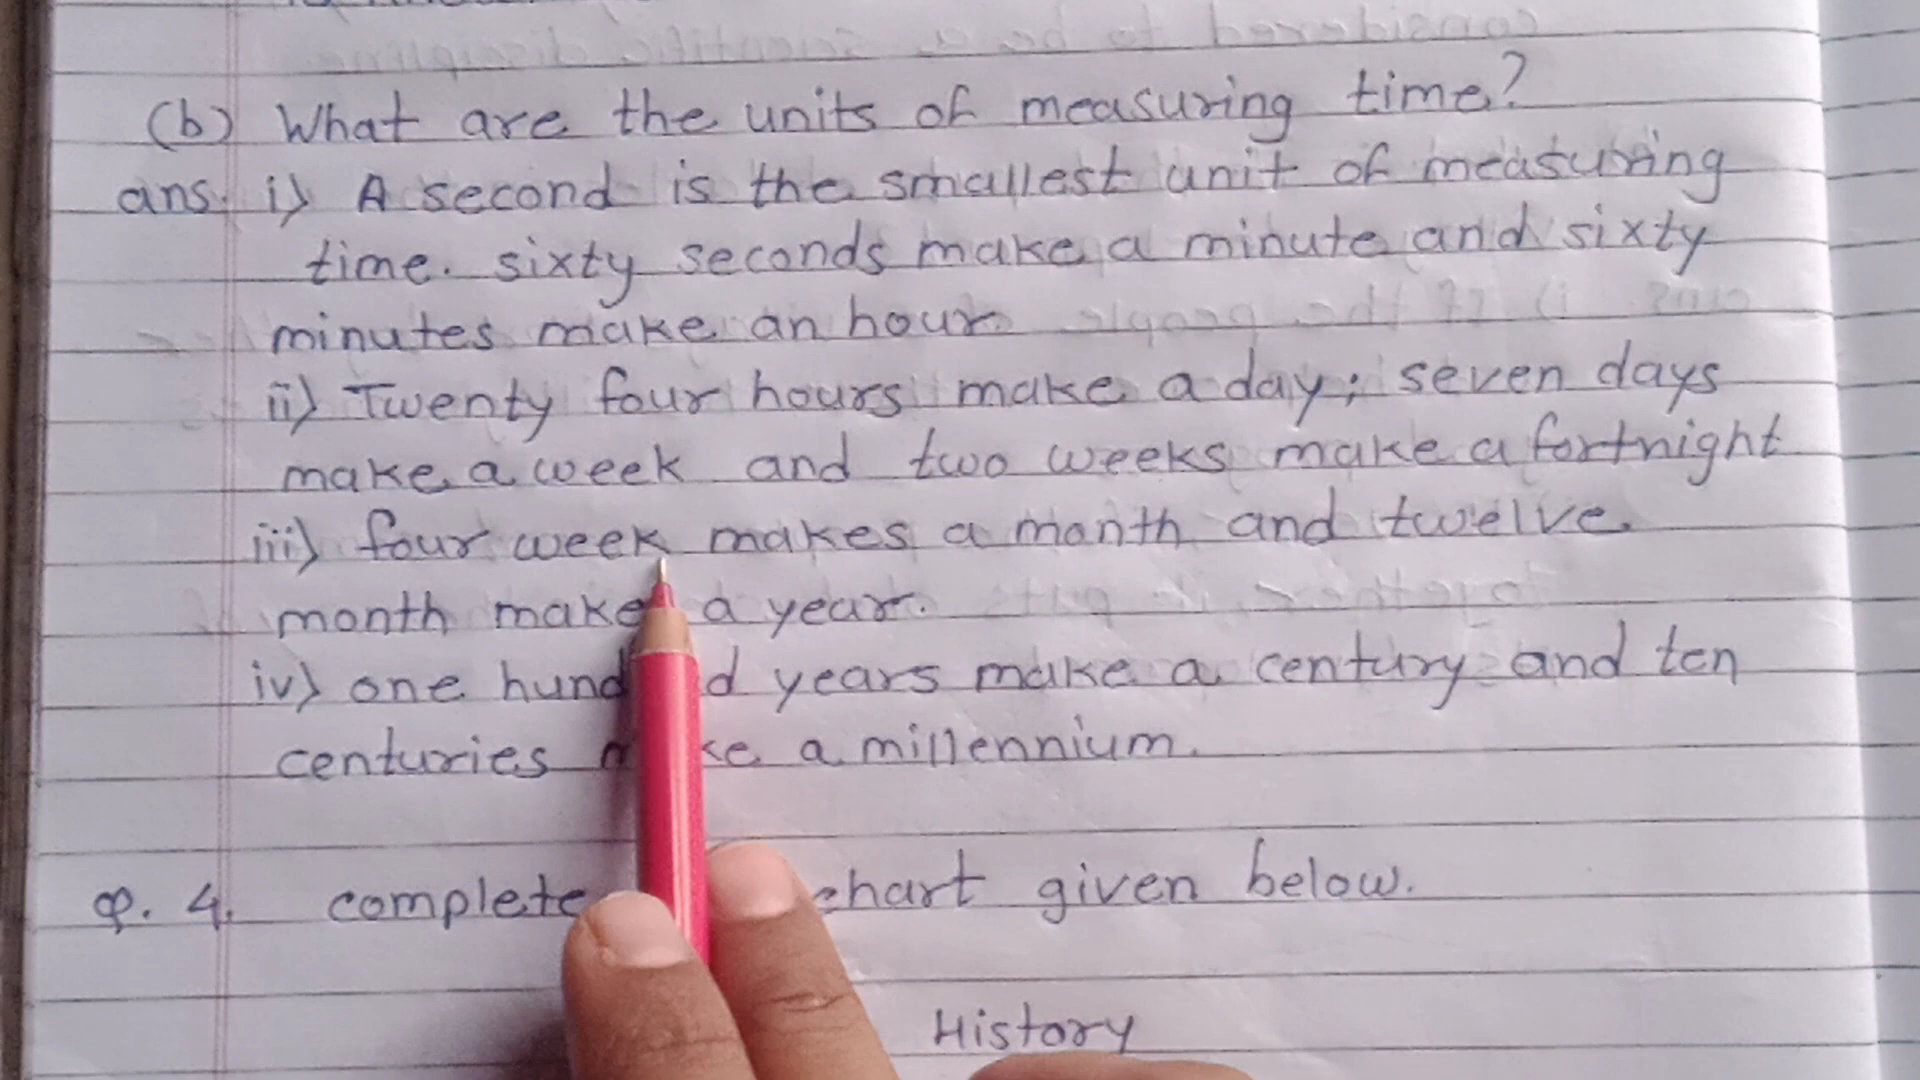 (b) What are the units of measuring time?
ans. i) A second is the smallest unit of measuring
time. sixty seconds make a minute and sixty
minutes make an hour
ii) Twenty four hours make a day; seven days
make a week and two weeks make a fortnight
iii) four week makes a month and twelve
month make a year.
iv) one years make a century and ten
centuries a millennium.
Q. 4. complete chart given below.
History